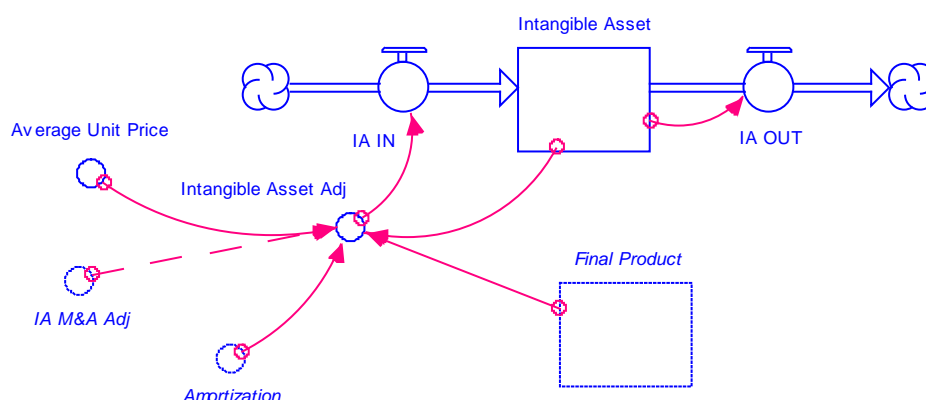 Intangible Asset
IA IN
IA OUT
Average Unit Price
Intangible Asset Adj
Final Product
IA M&A Adj
Amortization